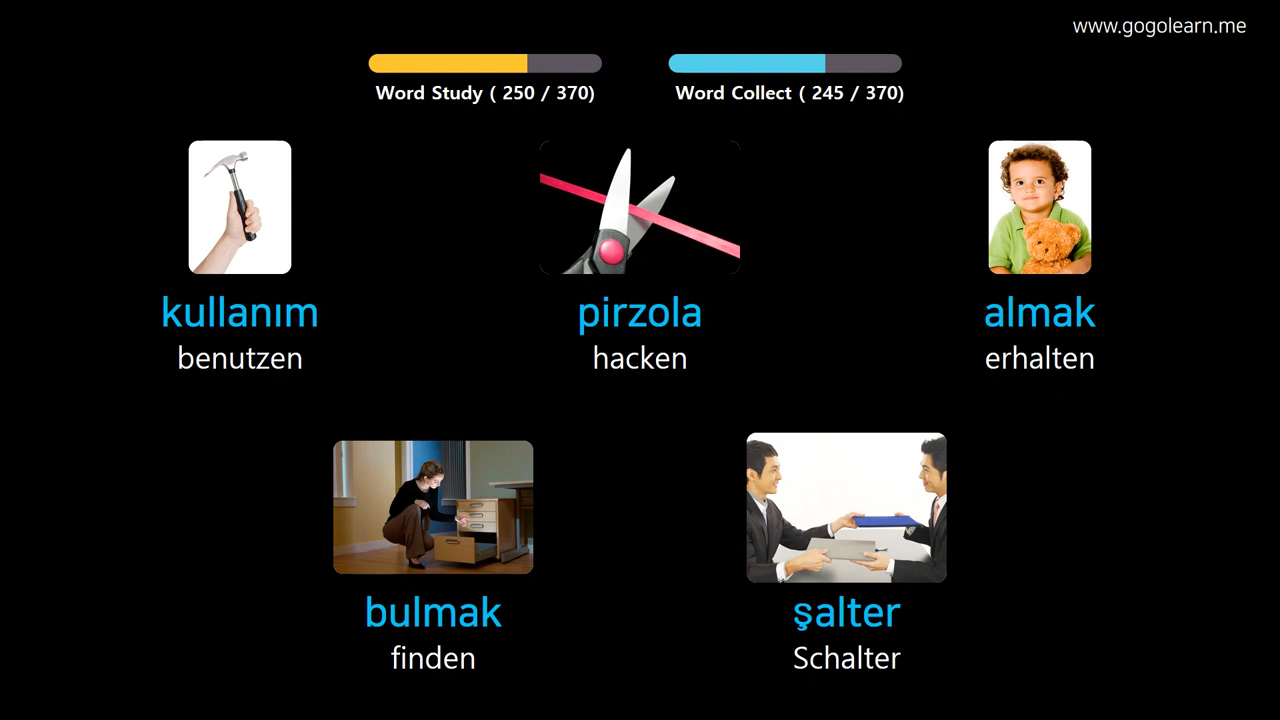 www.gogolearn.me
Word Study ( 250 / 370)
Word Collect ( 245 / 370)
kullanım
benutzen
pirzola
hacken
almak
erhalten
bulmak
finden
şalter
Schalter